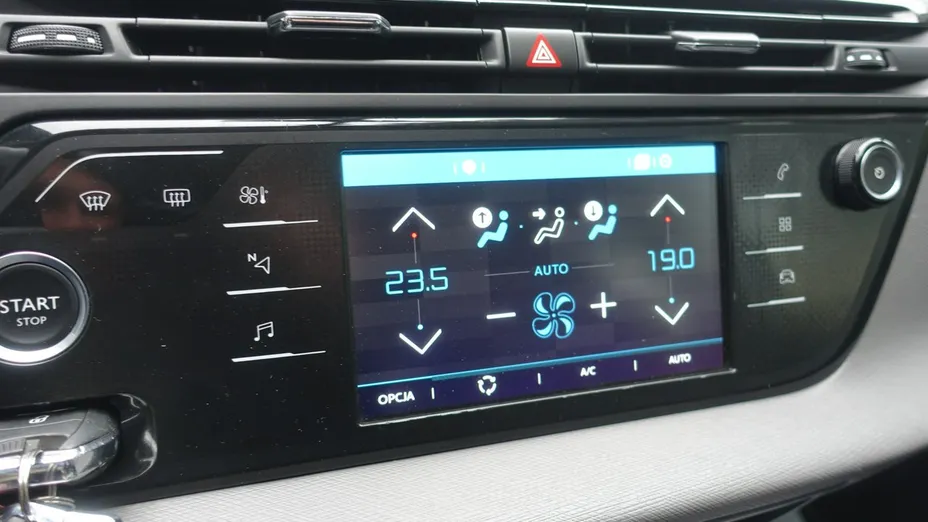 START
STOP
N
23.5
AUTO
19.0
OPCJA
A/C
AUTO